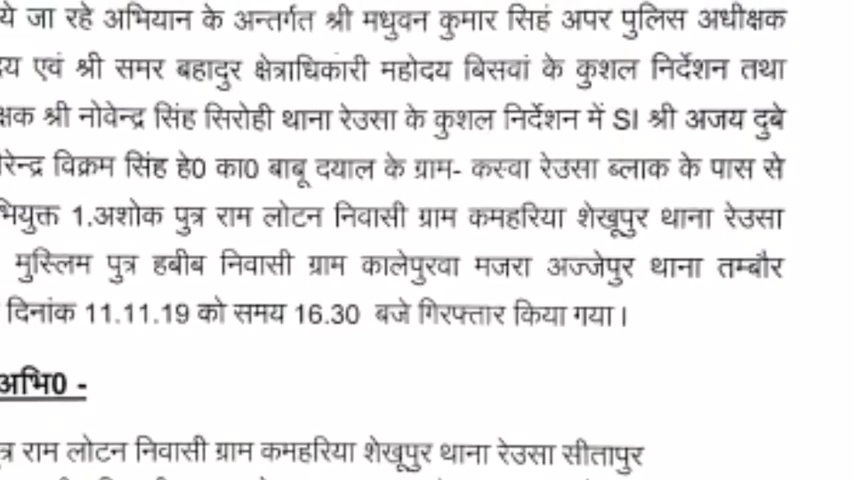 ये जा रहे अभियान के अन्तर्गत श्री मधुवन कुमार सिहं अपर पुलिस अधीक्षक
एवं श्री समर बहादुर क्षेत्राधिकारी महोदय बिसवां के कुशल निर्देशन तथा
श्री नोवेन्द्र सिंह सिरोही थाना रेउसा के कुशल निर्देशन में SI श्री अजय दुबे
विक्रम सिंह हे0 का0 बाबू दयाल के ग्राम- कस्वा रेउसा ब्लाक के पास से
1.अशोक पुत्र राम लोटन निवासी ग्राम कमहरिया शेखूपुर थाना रेउसा
मुस्लिम पुत्र हबीब निवासी ग्राम कालेपुरवा मजरा अज्जेपुर थाना तम्बौर
दिनांक 11.11.19 को समय 16.30 बजे गिरफ्तार किया गया।
अभि0 -
राम लोटन निवासी ग्राम कमहरिया शेखूपुर थाना रेउसा सीतापुर